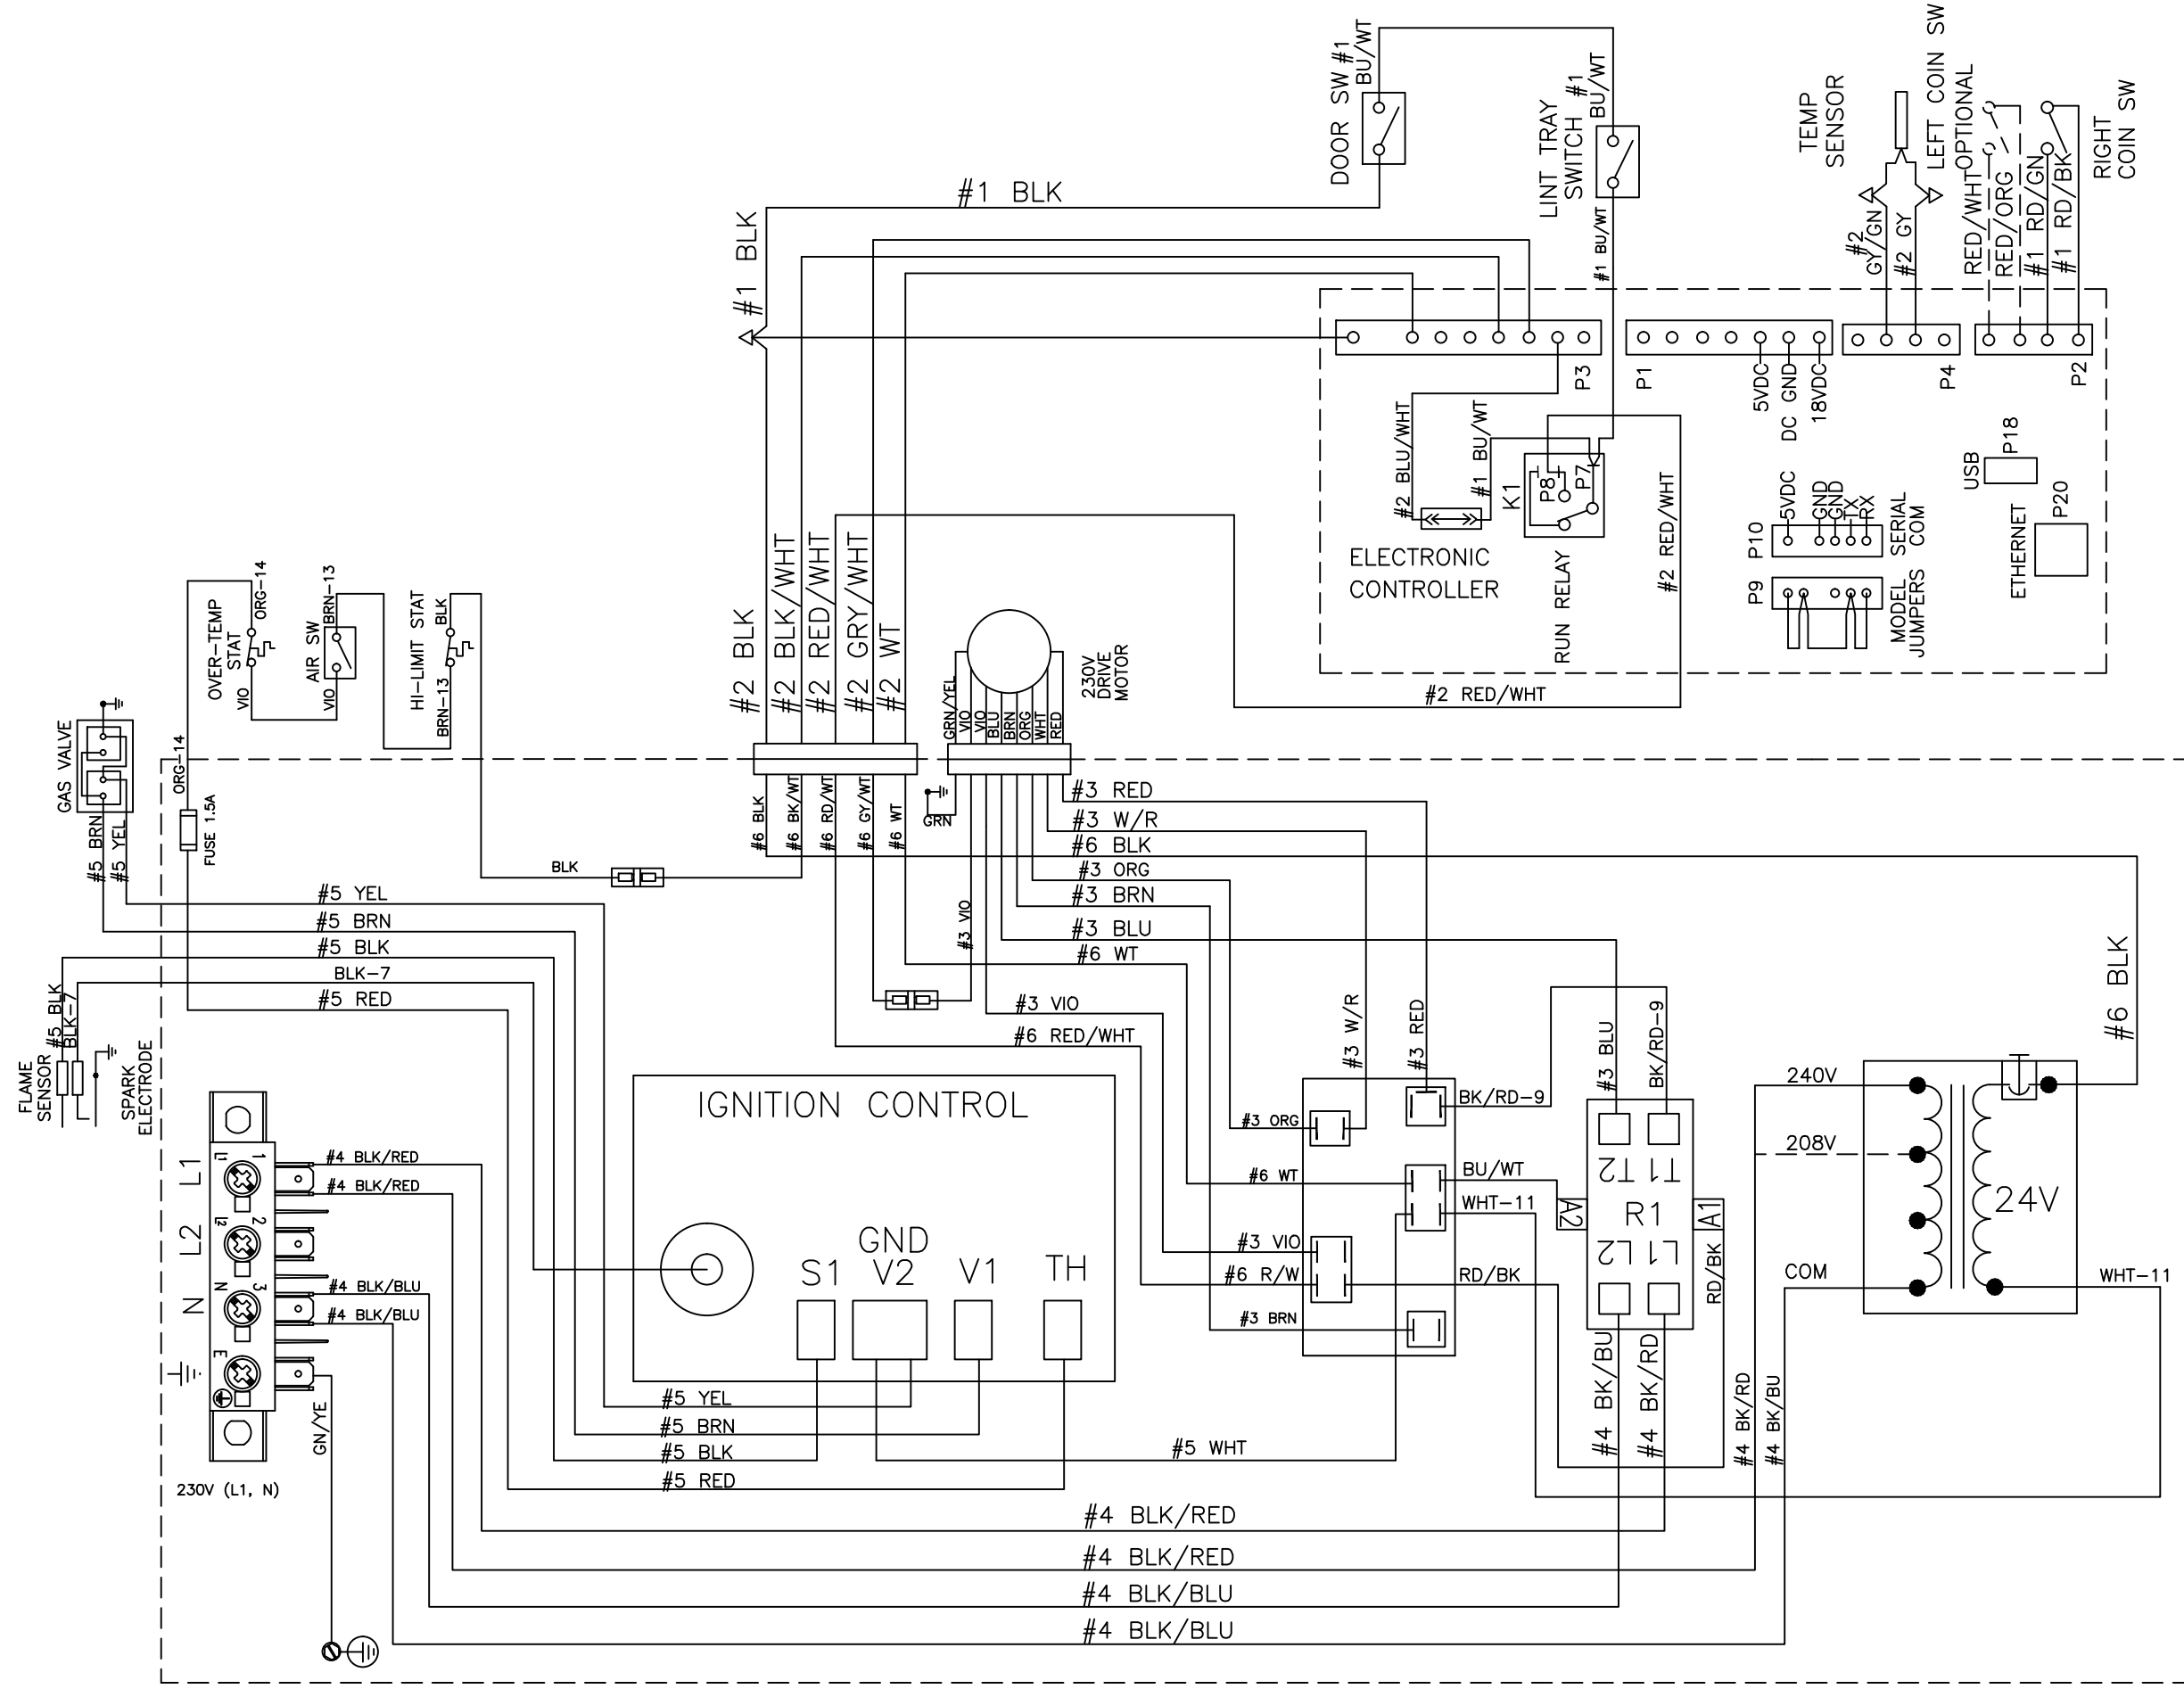 DOOR SW #1
BU/WT
LINT TRAY
SWITCH #1
BU/WT
#1 BU/WT
TEMP
SENSOR
LEFT COIN SW
OPTIONAL
RIGHT
COIN SW
#2
GY/GN
#2 GY
RED/WHT
RED/ORG
#1 RD/GN
#1 RD/BK
#1 BLK
#1 BLK
P3
P1
5VDC
DC GND
18VDC
P4
P2
#2 BLU/WHT
#1 BU/WT
K1
P8
P7
RUN RELAY
#2 RED/WHT
ELECTRONIC
CONTROLLER
USB
P18
P10
5VDC
GND
GND
TX
RX
SERIAL
COM
P9
MODEL
JUMPERS
ETHERNET
P20
#2 RED/WHT
#2 BLK
#2 BLK/WHT
#2 RED/WHT
#2 GRY/WHT
#2 WT
230V
DRIVE
MOTOR
GRN/YEL
VIO
VIO
BLU
BRN
ORG
WHT
RED
OVER-TEMP
STAT
ORG-14
VIO
AIR SW
BRN-13
VIO
HI-LIMIT STAT
BLK
BRN-13
GAS VALVE
ORG-14
FUSE 1.5A
#5 BRN
#5 YEL
#6 BLK
#6 BK/WT
#6 RD/WT
#6 GY/WT
#6 WT
GRN
#3 VIO
BLK
#3 RED
#3 W/R
#6 BLK
#3 ORG
#3 BRN
#3 BLU
#6 WT
#3 VIO
#6 RED/WHT
#5 YEL
#5 BRN
#5 BLK
BLK-7
#5 RED
#5 BLK
BLK-7
FLAME
SENSOR
SPARK
ELECTRODE
#3 W/R
#3 RED
#3 BLU
BK/RD-9
#6 BLK
IGNITION CONTROL
S1
GND
V2
V1
TH
#3 ORG
#6 WT
#3 VIO
#6 R/W
#3 BRN
BK/RD-9
BU/WT
WHT-11
RD/BK
T2
T1
R1
L2
L1
A2
A1
RD/BK
#4 BK/BU
#4 BK/RD
#4 BK/RD
#4 BK/BU
240V
208V
COM
24V
WHT-11
L1
L2
N
L1
1
L2
2
N
3
E
#4 BLK/RED
#4 BLK/RED
#4 BLK/BLU
#4 BLK/BLU
GN/YE
230V (L1, N)
#5 YEL
#5 BRN
#5 BLK
#5 RED
#5 WHT
#4 BLK/RED
#4 BLK/RED
#4 BLK/BLU
#4 BLK/BLU